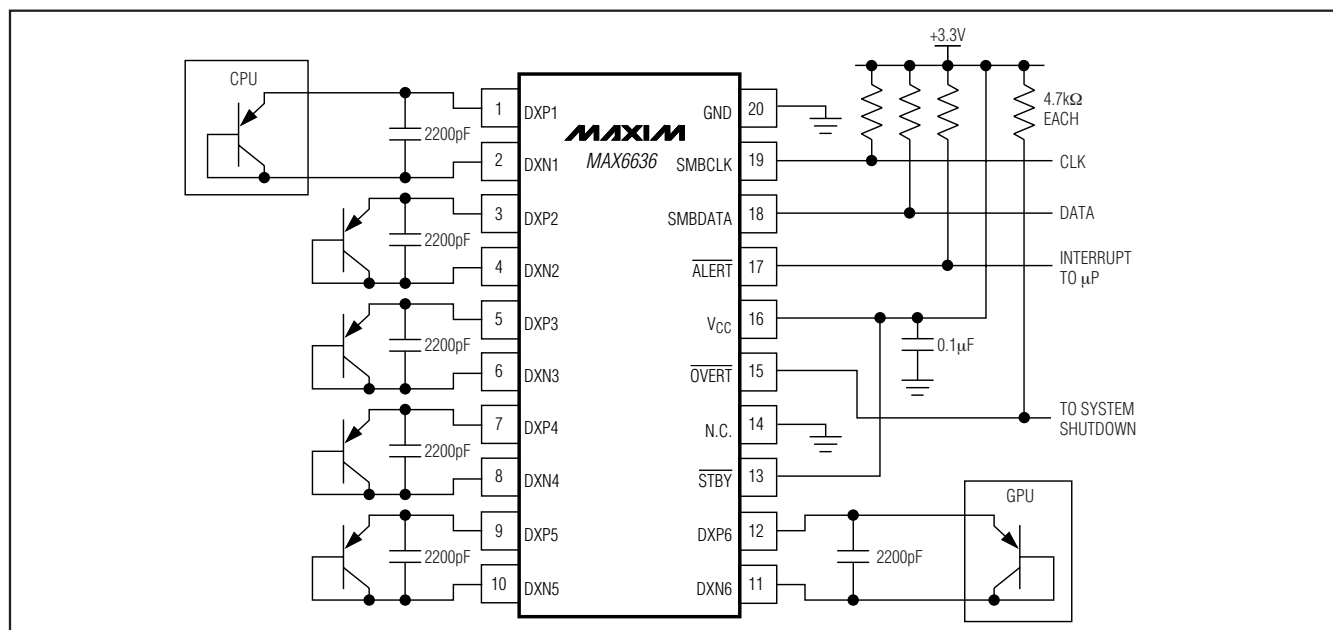 CPU
2200pF
2200pF
2200pF
2200pF
2200pF
1
DXP1
2
DXN1
3
DXP2
4
DXN2
5
DXP3
6
DXN3
7
DXP4
8
DXN4
9
DXP5
10
DXN5
MAXIM
MAX6636
GND
20
SMBCLK
19
SMBDATA
18
ALERT
17
VCC
16
OVERT
15
N.C.
14
STBY
13
DXP6
12
DXN6
11
+3.3V
4.7kΩ
EACH
CLK
DATA
INTERRUPT
TO μP
0.1μF
TO SYSTEM
SHUTDOWN
GPU
2200pF